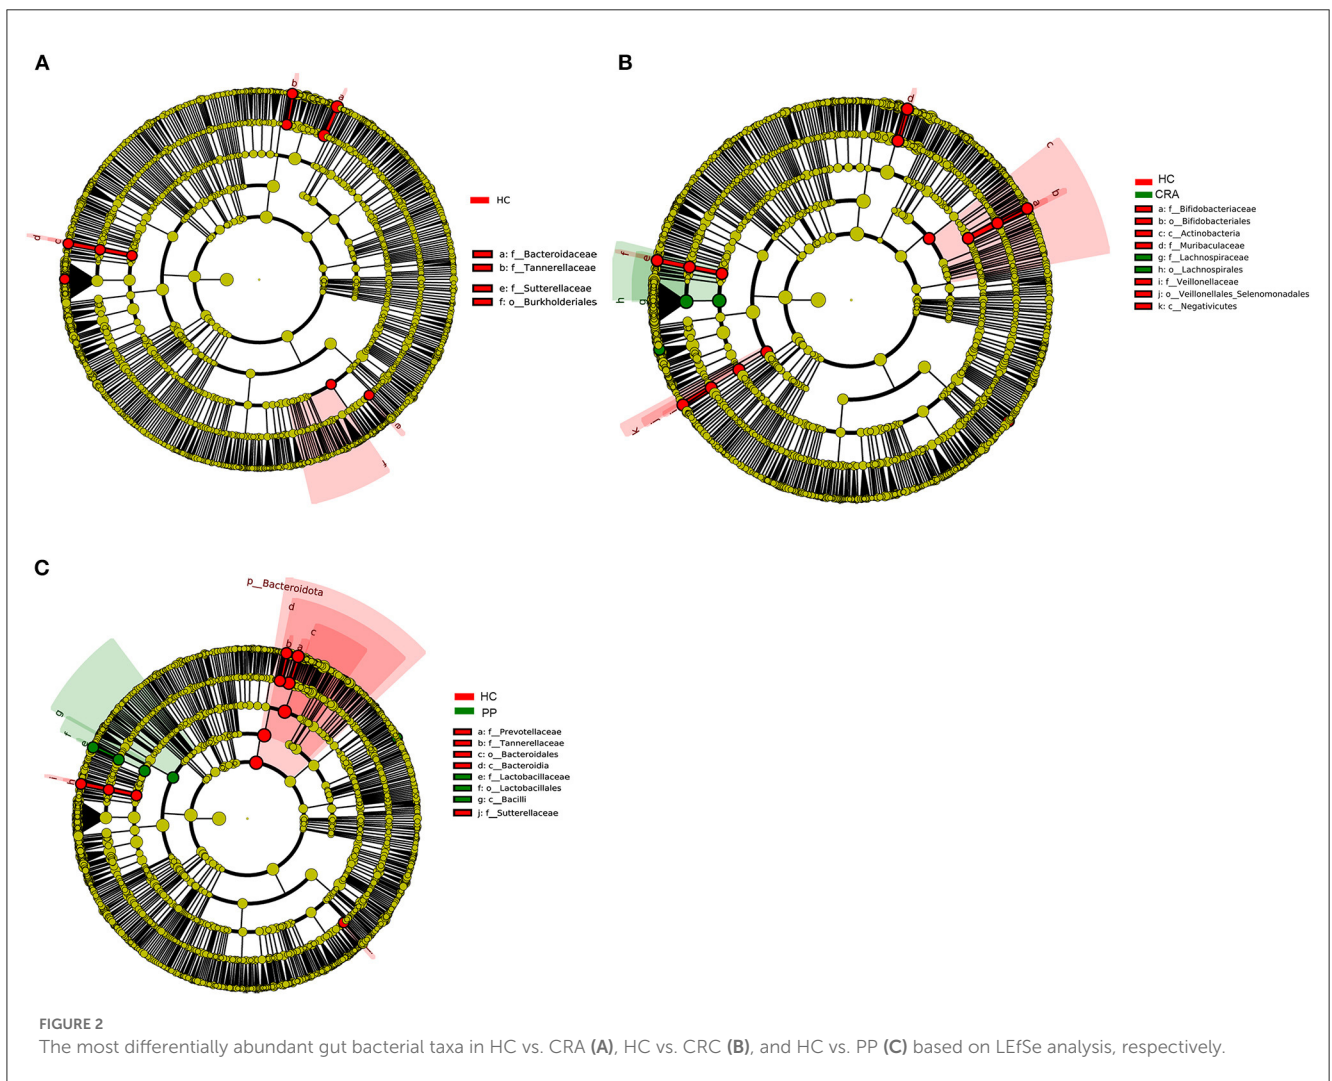 A
b
a
c
d
e
f
HC
a: f__Bacteroidaceae
b: f__Tannerellaceae
e: f__Sutterellaceae
f: o__Burkholderiales
B
d
c
b
a
f
e
g
h
k
HC
CRA
a: f__Bifidobacteriaceae
b: o__Bifidobacteriales
c: c__Actinobacteria
d: f__Muribaculaceae
g: f__Lachnospiraceae
h: o__Lachnospirales
i: f__Veillonellaceae
j: o__Veillonellales_Selenomonadales
k: c__Negativicutes
C
p__Bacteroidota
d
c
b
a
g
f
e
i
h
HC
PP
a: f__Prevotellaceae
b: f__Tannerellaceae
c: o__Bacteroidales
d: c__Bacteroidia
e: f__Lactobacillaceae
f: o__Lactobacillales
g: c__Bacilli
j: f__Sutterellaceae
FIGURE 2
The most differentially abundant gut bacterial taxa in HC vs. CRA (A), HC vs. CRC (B), and HC vs. PP (C) based on LEfSe analysis, respectively.